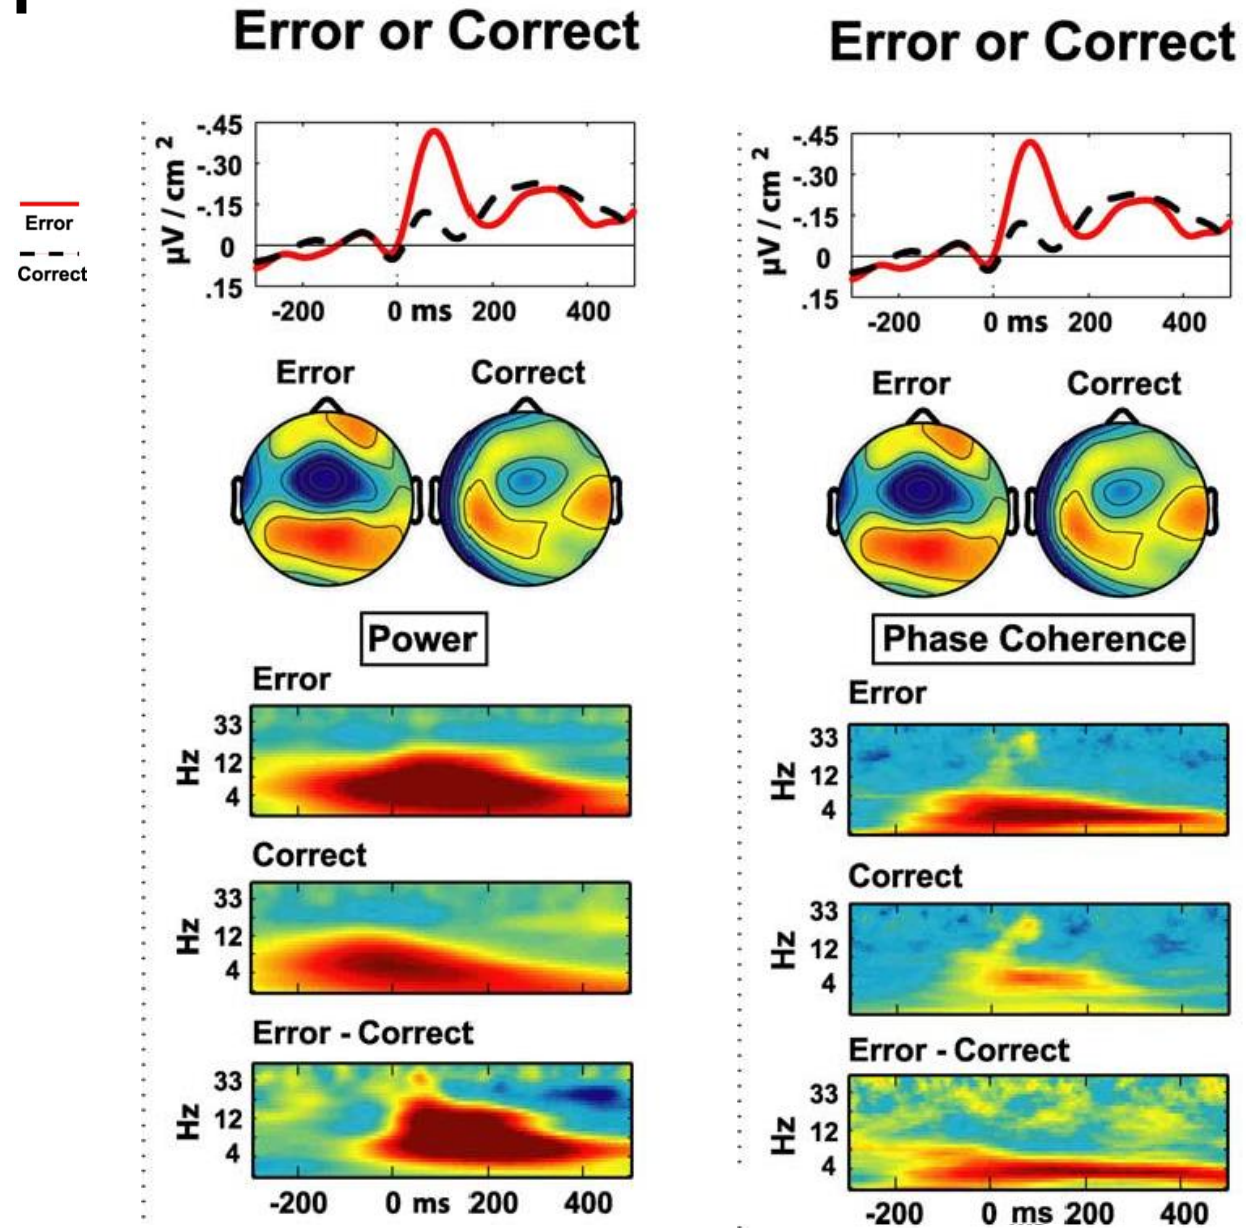 Error or Correct
Error
Correct
µV / cm 2
-.45
-.30
-.15
0
.15
-200 0 ms 200 400
Error Correct
Power
Error
Hz
33
12
4
Correct
Hz
33
12
4
Error - Correct
Hz
33
12
4
-200 0 ms 200 400
Error or Correct
µV / cm 2
-.45
-.30
-.15
0
.15
-200 0 ms 200 400
Error Correct
Phase Coherence
Error
Hz
33
12
4
Correct
Hz
33
12
4
Error - Correct
Hz
33
12
4
-200 0 ms 200 400